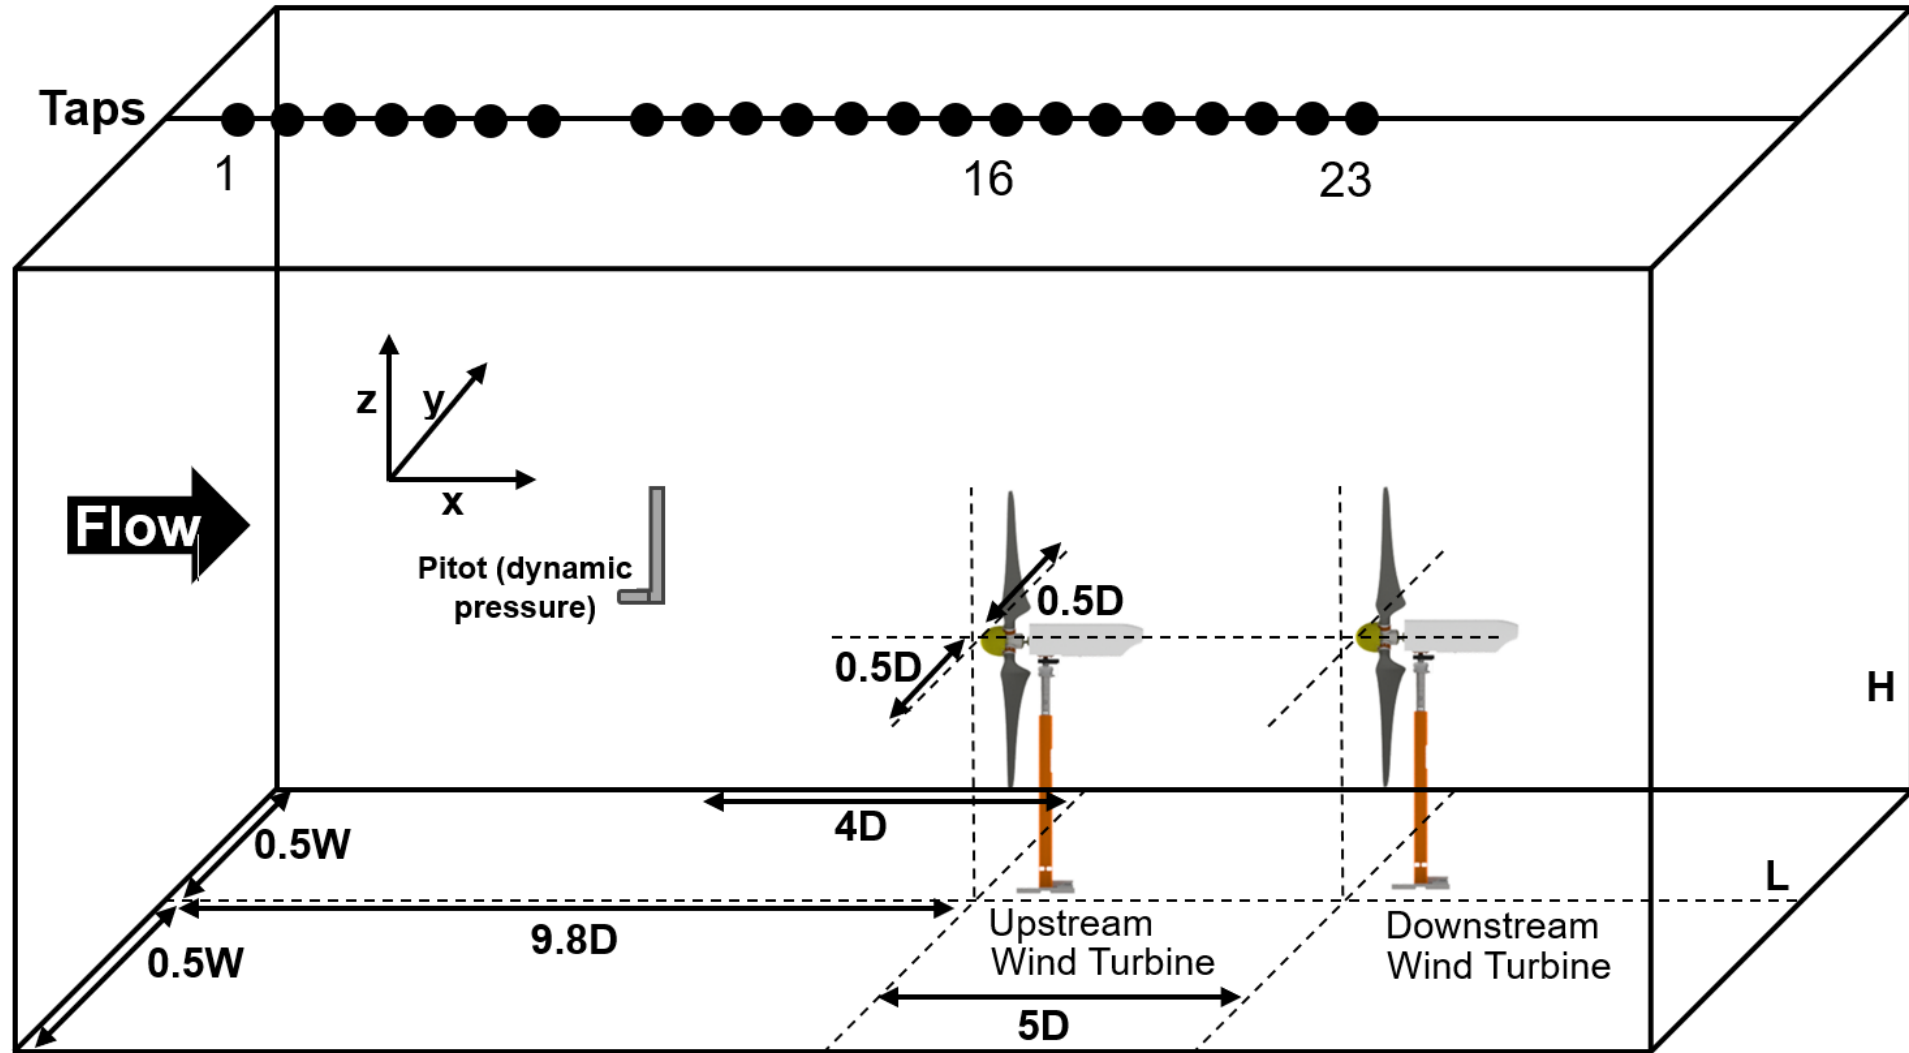 Taps
1
16
23
z
y
x
Flow
Pitot (dynamic
pressure)
0.5D
0.5D
H
4D
0.5W
L
9.8D
0.5W
Upstream
Wind Turbine
Downstream
Wind Turbine
5D